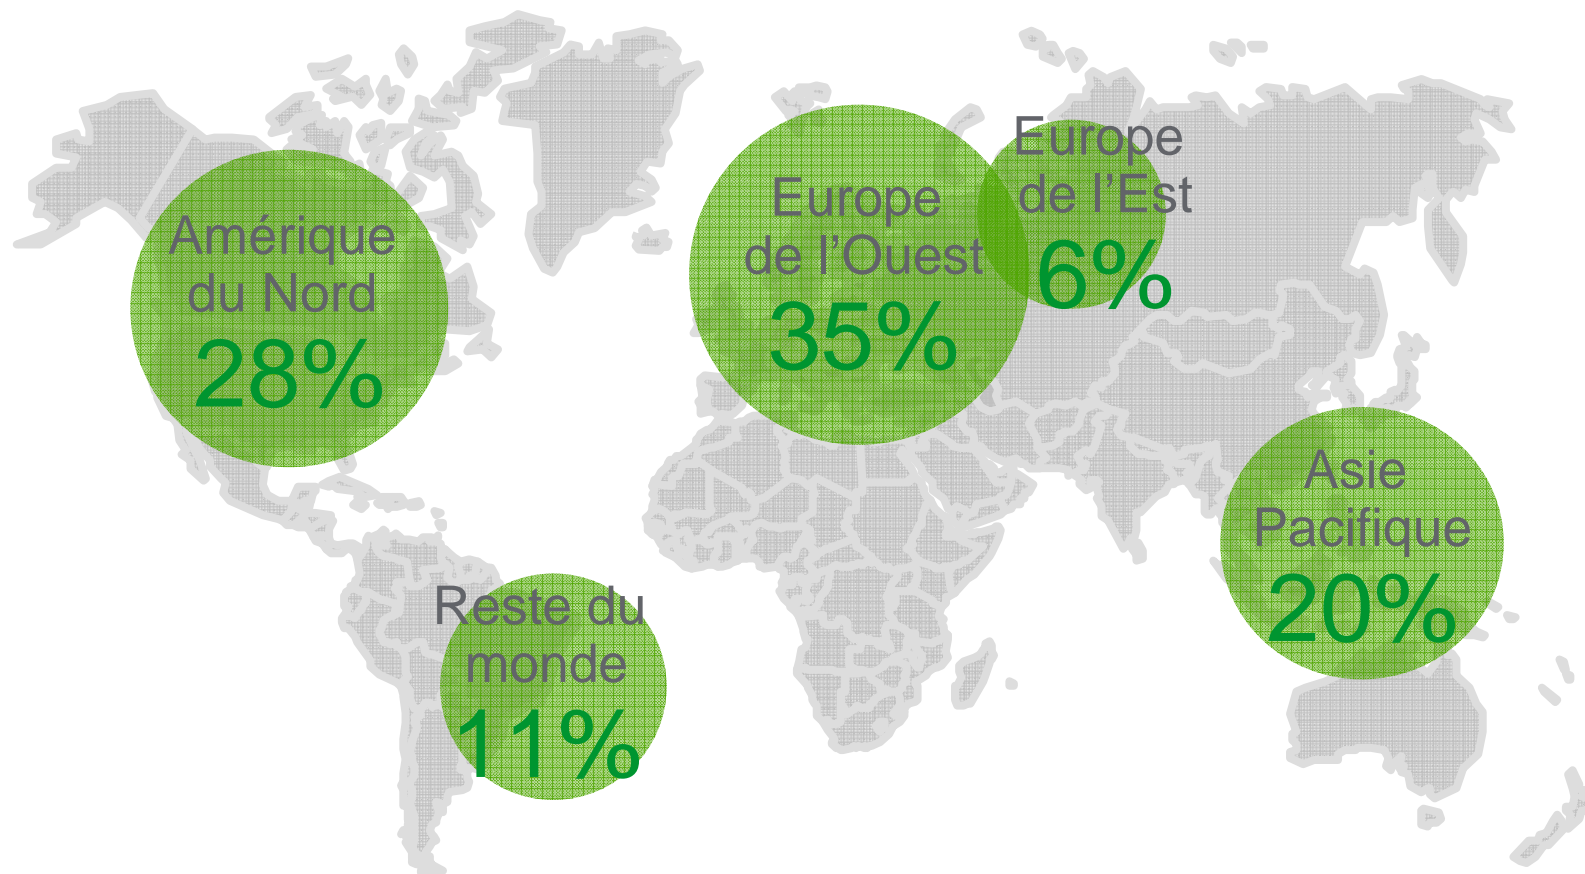 Amérique
du Nord
28%
Europe
de l’Ouest
35%
Europe
de l’Est
6%
Asie
Pacifique
20%
Reste du
monde
11%